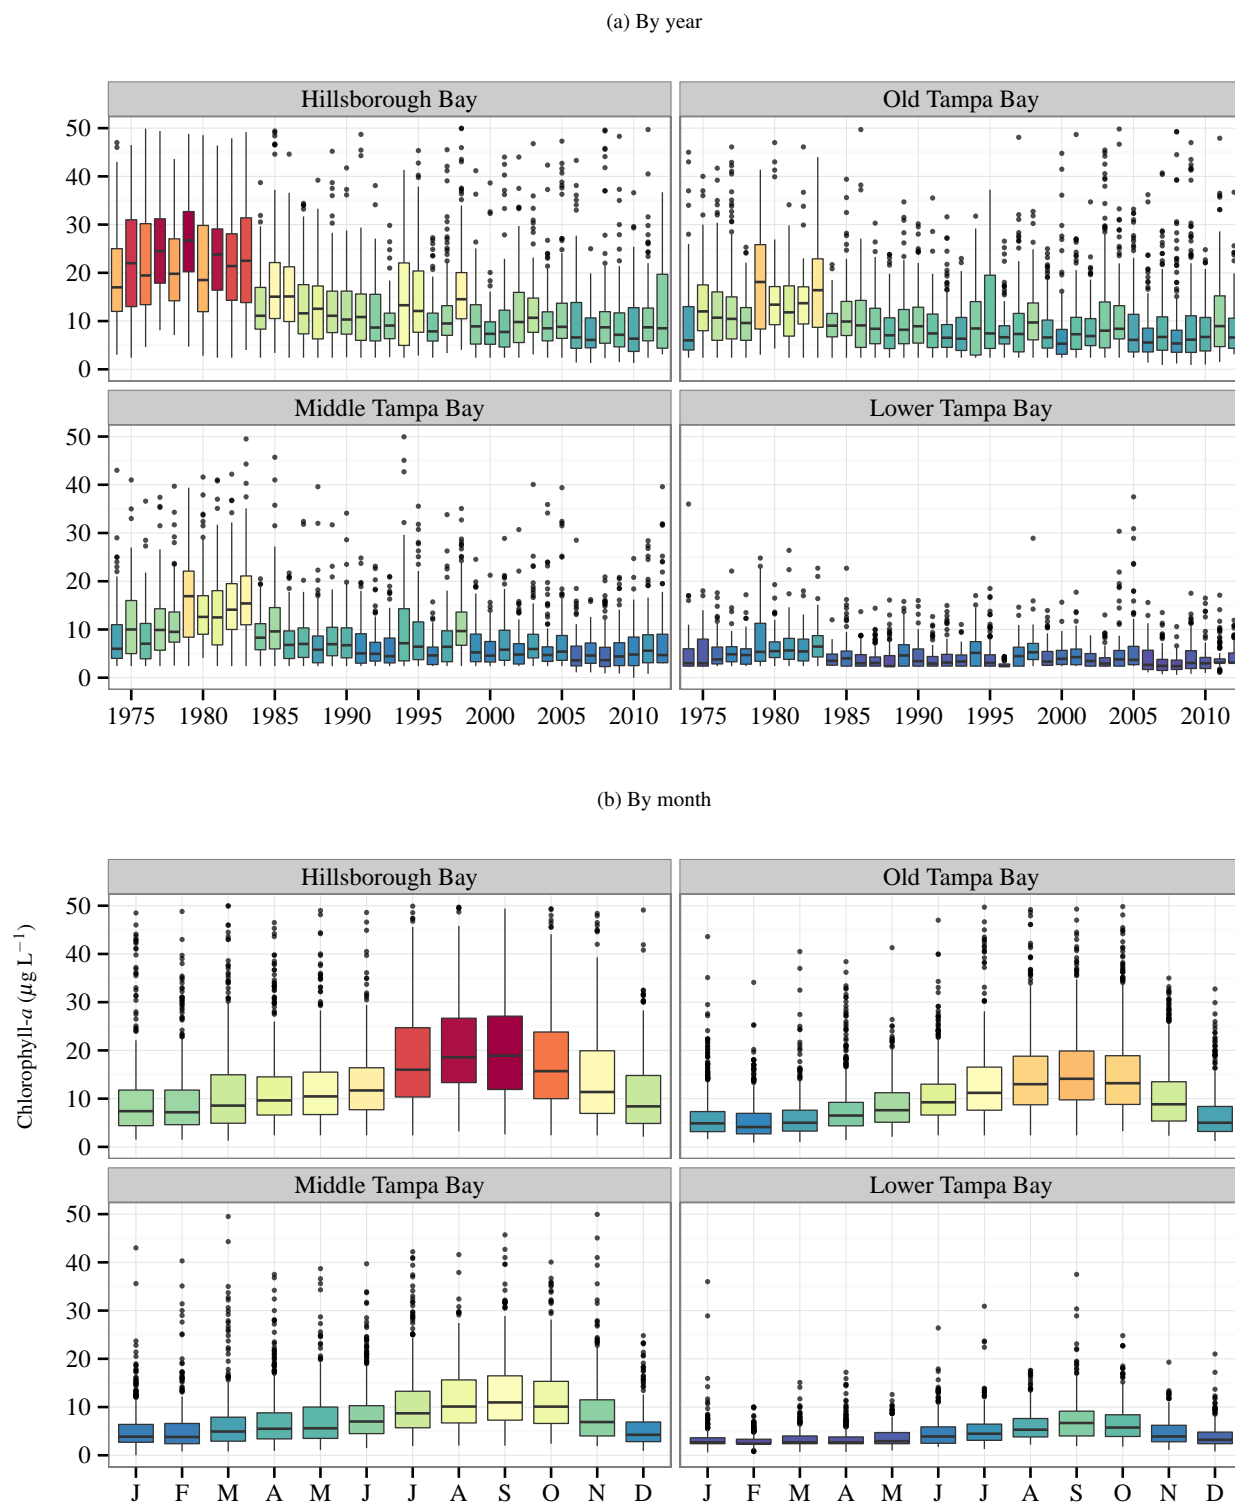 (a) By year
Hillsborough Bay
Old Tampa Bay
50
40
30
20
10
0
Middle Tampa Bay
Lower Tampa Bay
50
40
30
20
10
0
1975 1980 1985 1990 1995 2000 2005 2010
1975 1980 1985 1990 1995 2000 2005 2010
(b) By month
Chlorophyll-a (μg L−1)
Hillsborough Bay
Old Tampa Bay
50
40
30
20
10
0
Middle Tampa Bay
Lower Tampa Bay
50
40
30
20
10
0
J F M A M J J A S O N D
J F M A M J J A S O N D